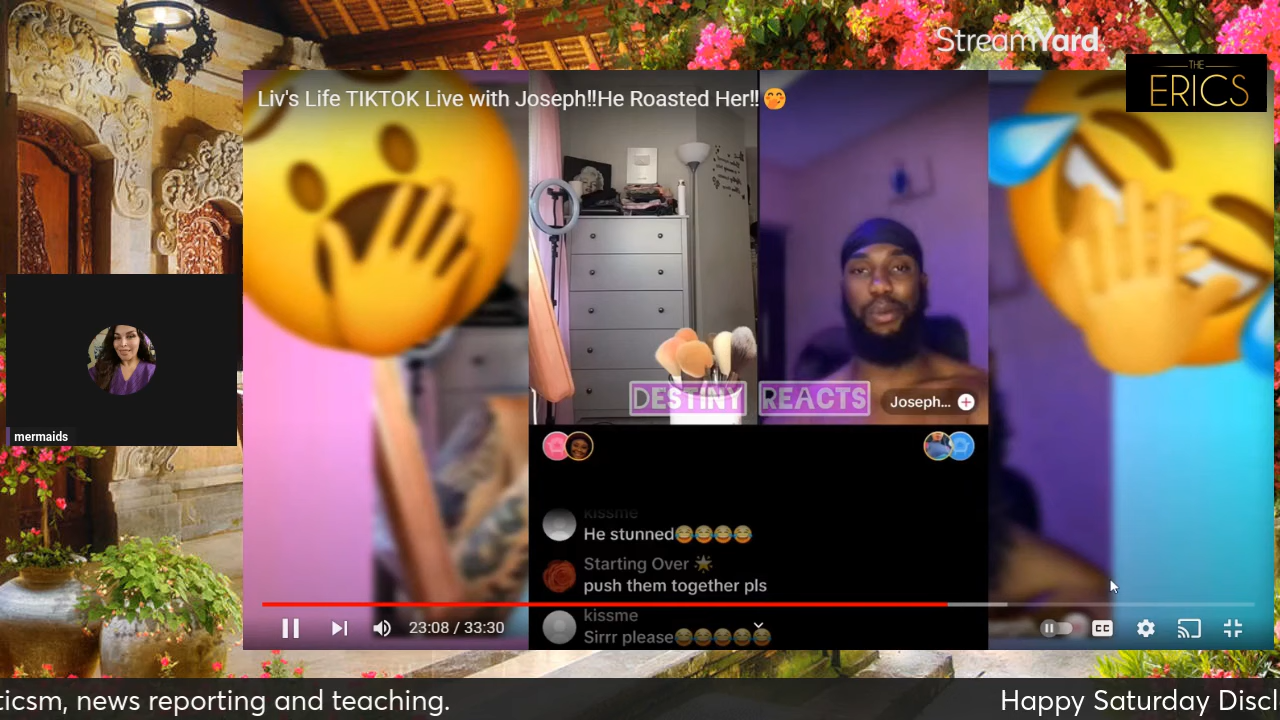 StreamYard
THE
ERICS
Liv's Life TIKTOK Live with Joseph!!He Roasted Her!!🤭
mermaids
DESTINY REACTS
Joseph...
kissme
He stunned😂😂😂😂
Starting Over 🌟
push them together pls
kissme
Sirrr please😂😂😂😂😂
23:08 / 33:30
CC
ticsm, news reporting and teaching.
Happy Saturday Discl